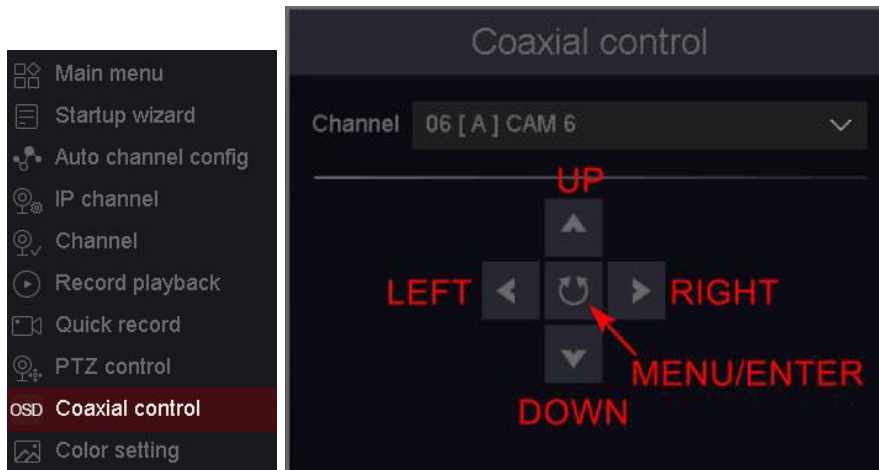 Main menu
Startup wizard
Auto channel config
IP channel
Channel
Record playback
Quick record
PTZ control
OSD Coaxial control
Color setting
Coaxial control
Channel 06 [ A ] CAM 6
UP
LEFT RIGHT
MENU/ENTER
DOWN